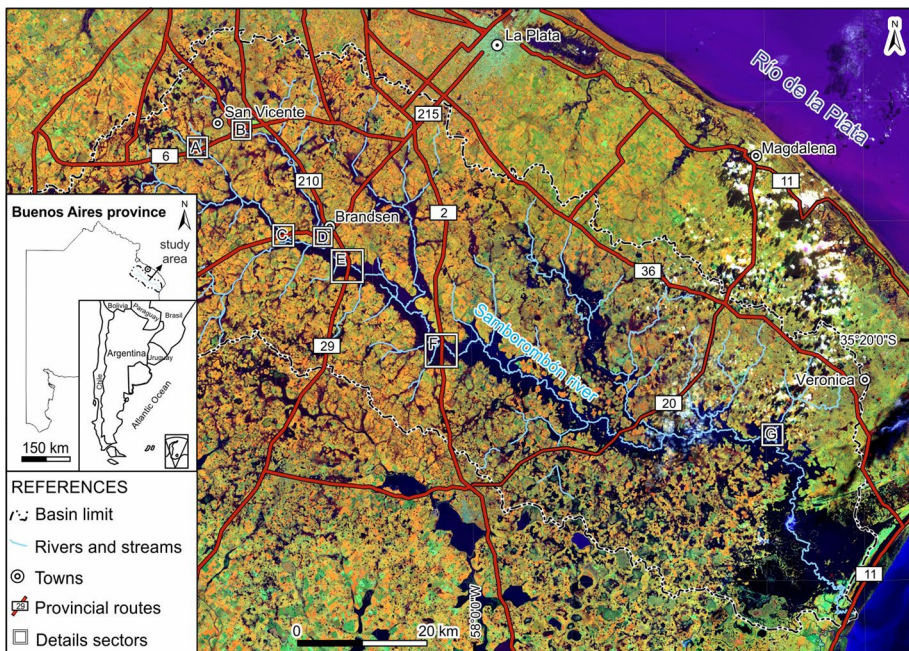 La Plata
N
Río de la Plata
San Vicente
215
B
A
6
Magdalena
11
210
Buenos Aires province
N
study
area
2
Brandsen
C
D
E
36
Bolivia
Paraguay
Brasil
Argentina
Uruguay
Chile
Atlantic Ocean
150 km
Samborombón river
35°20'0"S
F
29
Veronica
20
G
REFERENCES
Basin limit
Rivers and streams
Towns
29
Provincial routes
Details sectors
11
0
20 km
58°0'0"W